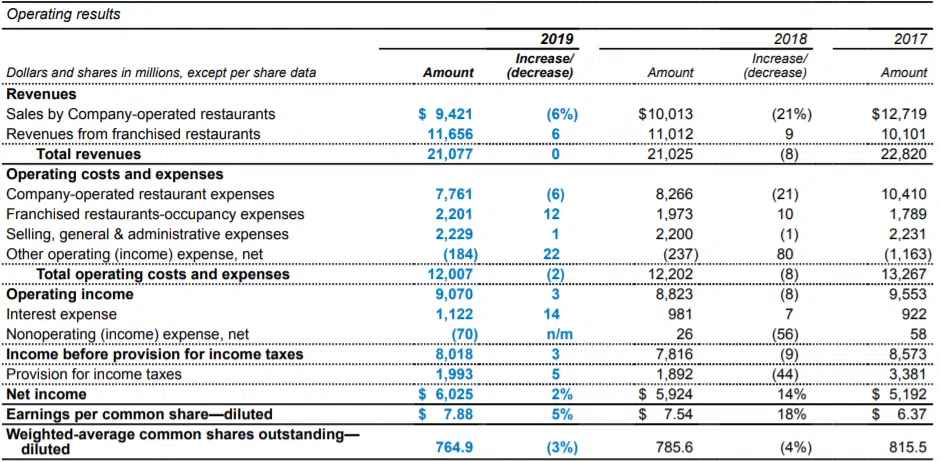 Operating results
2019 2018 2017
Increase/ Increase/
Dollars and shares in millions, except per share data Amount (decrease) Amount (decrease) Amount
Revenues
Sales by Company-operated restaurants $ 9,421 (6%) $10,013 (21%) $12,719
Revenues from franchised restaurants 11,656 6 11,012 9 10,101
Total revenues 21,077 0 21,025 (8) 22,820
Operating costs and expenses
Company-operated restaurant expenses 7,761 (6) 8,266 (21) 10,410
Franchised restaurants-occupancy expenses 2,201 12 1,973 10 1,789
Selling, general & administrative expenses 2,229 1 2,200 (1) 2,231
Other operating (income) expense, net (184) 22 (237) 80 (1,163)
Total operating costs and expenses 12,007 (2) 12,202 (8) 13,267
Operating income 9,070 3 8,823 (8) 9,553
Interest expense 1,122 14 981 7 922
Nonoperating (income) expense, net (70) n/m 26 (56) 58
Income before provision for income taxes 8,018 3 7,816 (9) 8,573
Provision for income taxes 1,993 5 1,892 (44) 3,381
Net income $ 6,025 2% $ 5,924 14% $ 5,192
Earnings per common share—diluted $ 7.88 5% $ 7.54 18% $ 6.37
Weighted-average common shares outstanding—
diluted 764.9 (3%) 785.6 (4%) 815.5